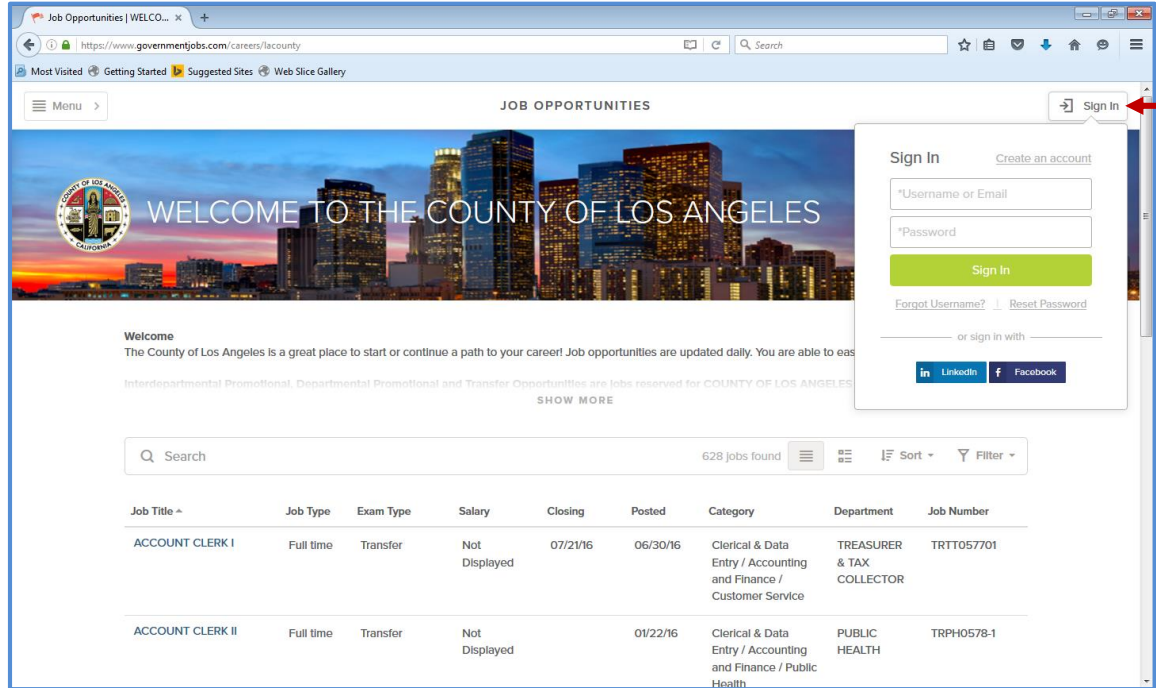 Job Opportunities | WELCO...
https://www.governmentjobs.com/careers/lacounty
Search
Most Visited Getting Started Suggested Sites Web Slice Gallery
Menu
JOB OPPORTUNITIES
Sign In
COUNTY OF LOS ANGELES
CALIFORNIA
WELCOME TO THE COUNTY OF LOS ANGELES
Sign In Create an account
*Username or Email
*Password
Sign In
Forgot Username? | Reset Password
or sign in with
in LinkedIn f Facebook
Welcome
The County of Los Angeles is a great place to start or continue a path to your career! Job opportunities are updated daily. You are able to eas
Interdepartmental Promotional, Departmental Promotional and Transfer Opportunities are jobs reserved for COUNTY OF LOS ANGELES
SHOW MORE
Search 628 jobs found Sort Filter
Job Title Job Type Exam Type Salary Closing Posted Category Department Job Number
ACCOUNT CLERK I Full time Transfer Not 07/21/16 06/30/16 Clerical & Data TREASURER TRTT057701
Displayed Entry / Accounting & TAX
and Finance / COLLECTOR
Customer Service
ACCOUNT CLERK II Full time Transfer Not 01/22/16 Clerical & Data PUBLIC TRPH0578-1
Displayed Entry / Accounting HEALTH
and Finance / Public
Health